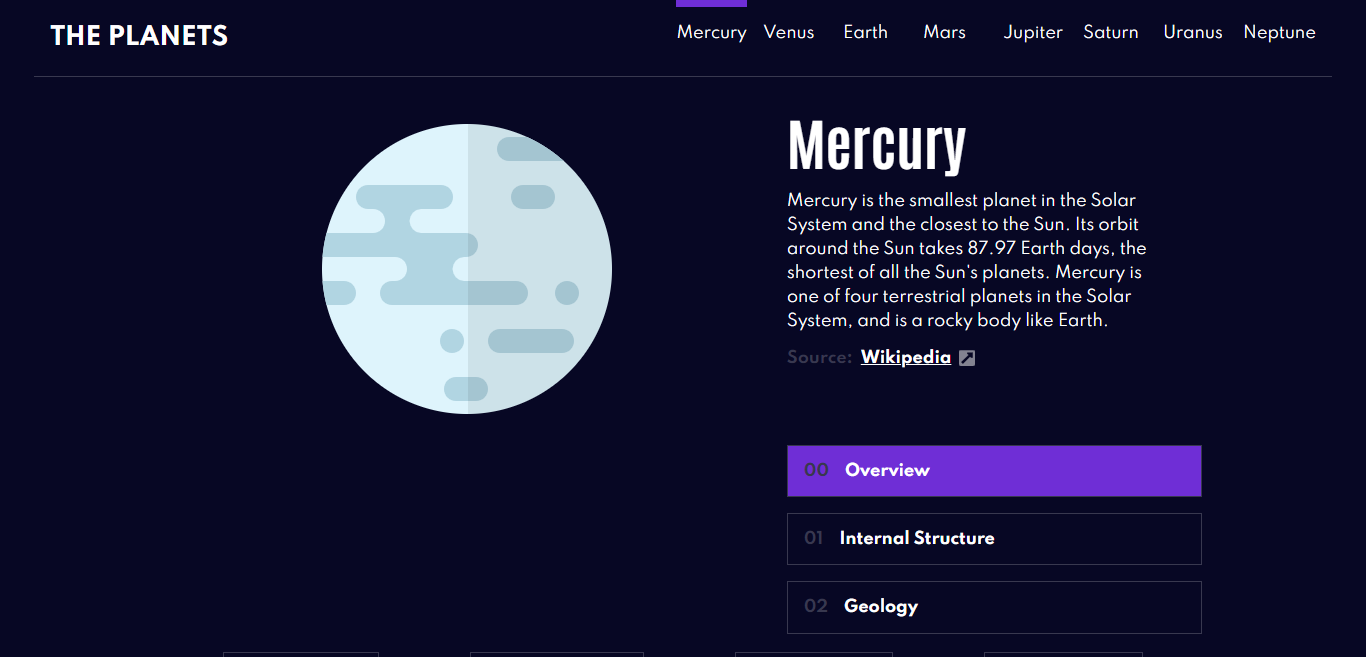 THE PLANETS
Mercury Venus Earth Mars Jupiter Saturn Uranus Neptune
Mercury
Mercury is the smallest planet in the Solar
System and the closest to the Sun. Its orbit
around the Sun takes 87.97 Earth days, the
shortest of all the Sun's planets. Mercury is
one of four terrestrial planets in the Solar
System, and is a rocky body like Earth.
Source: Wikipedia
00 Overview
01 Internal Structure
02 Geology